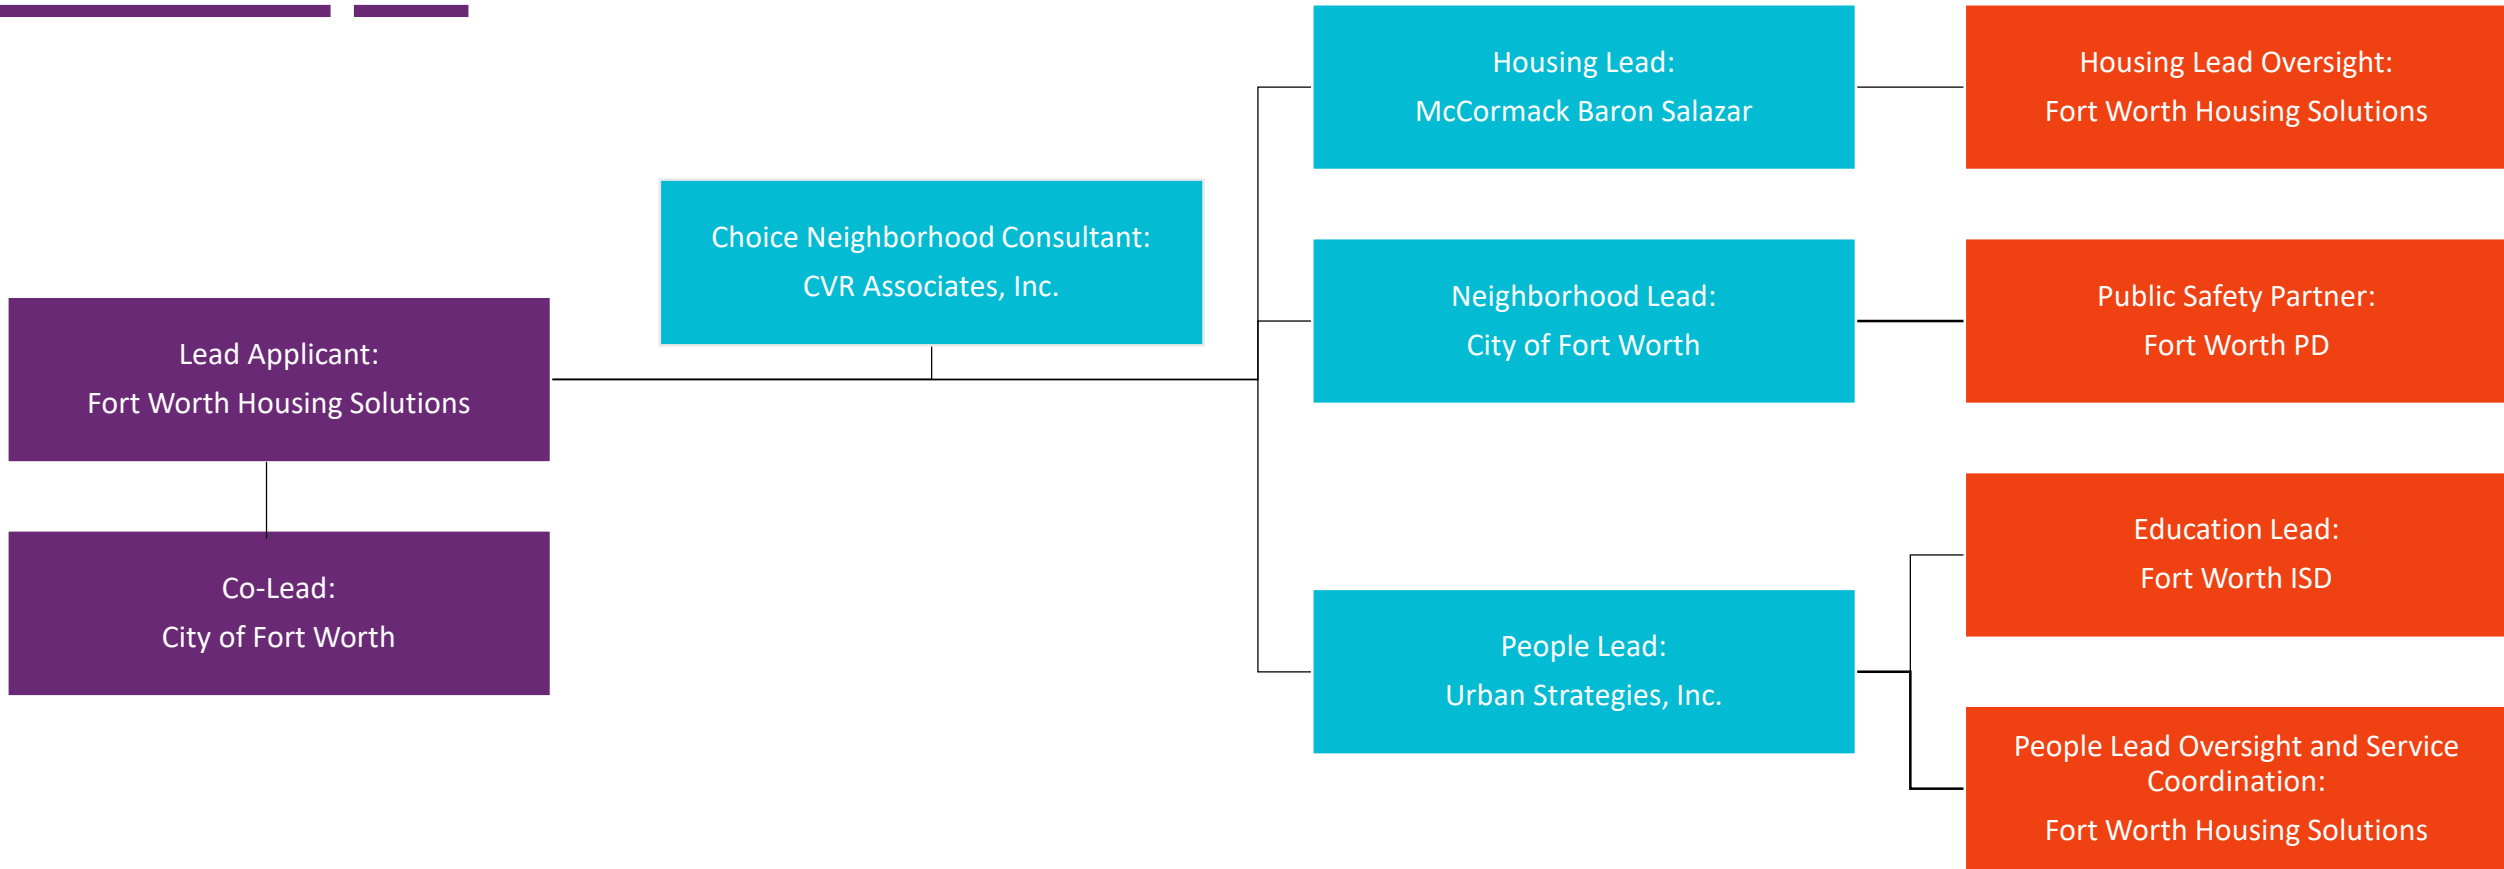 Lead Applicant:
Fort Worth Housing Solutions
Co-Lead:
City of Fort Worth
Choice Neighborhood Consultant:
CVR Associates, Inc.
Housing Lead:
McCormack Baron Salazar
Neighborhood Lead:
City of Fort Worth
People Lead:
Urban Strategies, Inc.
Housing Lead Oversight:
Fort Worth Housing Solutions
Public Safety Partner:
Fort Worth PD
Education Lead:
Fort Worth ISD
People Lead Oversight and Service
Coordination:
Fort Worth Housing Solutions